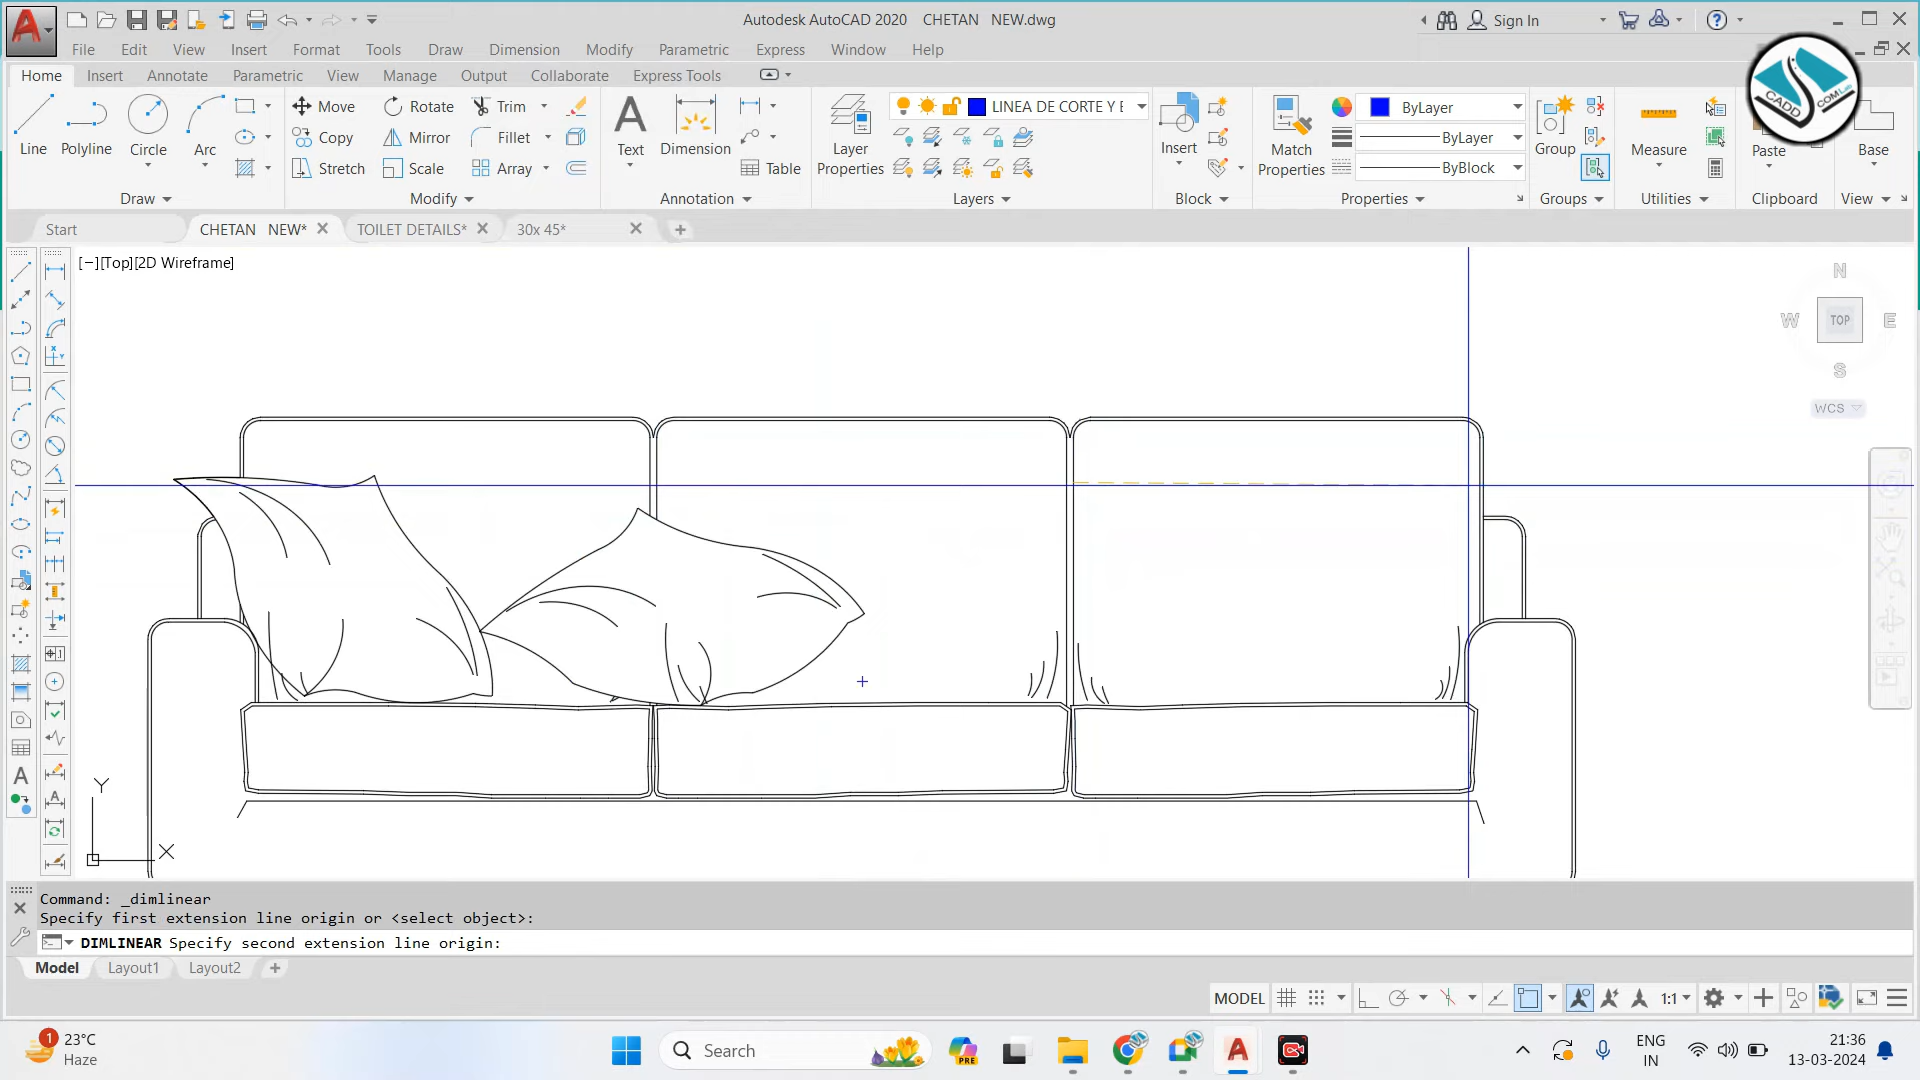 Autodesk AutoCAD 2020 CHETAN NEW.dwg
Sign In
File Edit View Insert Format Tools Draw Dimension Modify Parametric Express Window Help
Home Insert Annotate Parametric View Manage Output Collaborate Express Tools
Line Polyline Circle Arc
Move Rotate Trim
Copy Mirror Fillet
Stretch Scale Array
Text Dimension Table
Layer Properties
LINEA DE CORTE Y E
Insert
Match Properties
ByLayer
ByLayer
ByBlock
Group
Measure
Paste
Base
CADD
COM
Draw Modify Annotation Layers Block Properties Groups Utilities Clipboard View
Start CHETAN NEW* TOILET DETAILS* 30x 45*
[−][Top][2D Wireframe]
N
W TOP E
S
WCS
Y
X
Command: _dimlinear
Specify first extension line origin or <select object>:
DIMLINEAR Specify second extension line origin:
Model Layout1 Layout2
MODEL 1:1
1 23°C
Haze
Search
PRE
ENG
IN
21:36
13-03-2024